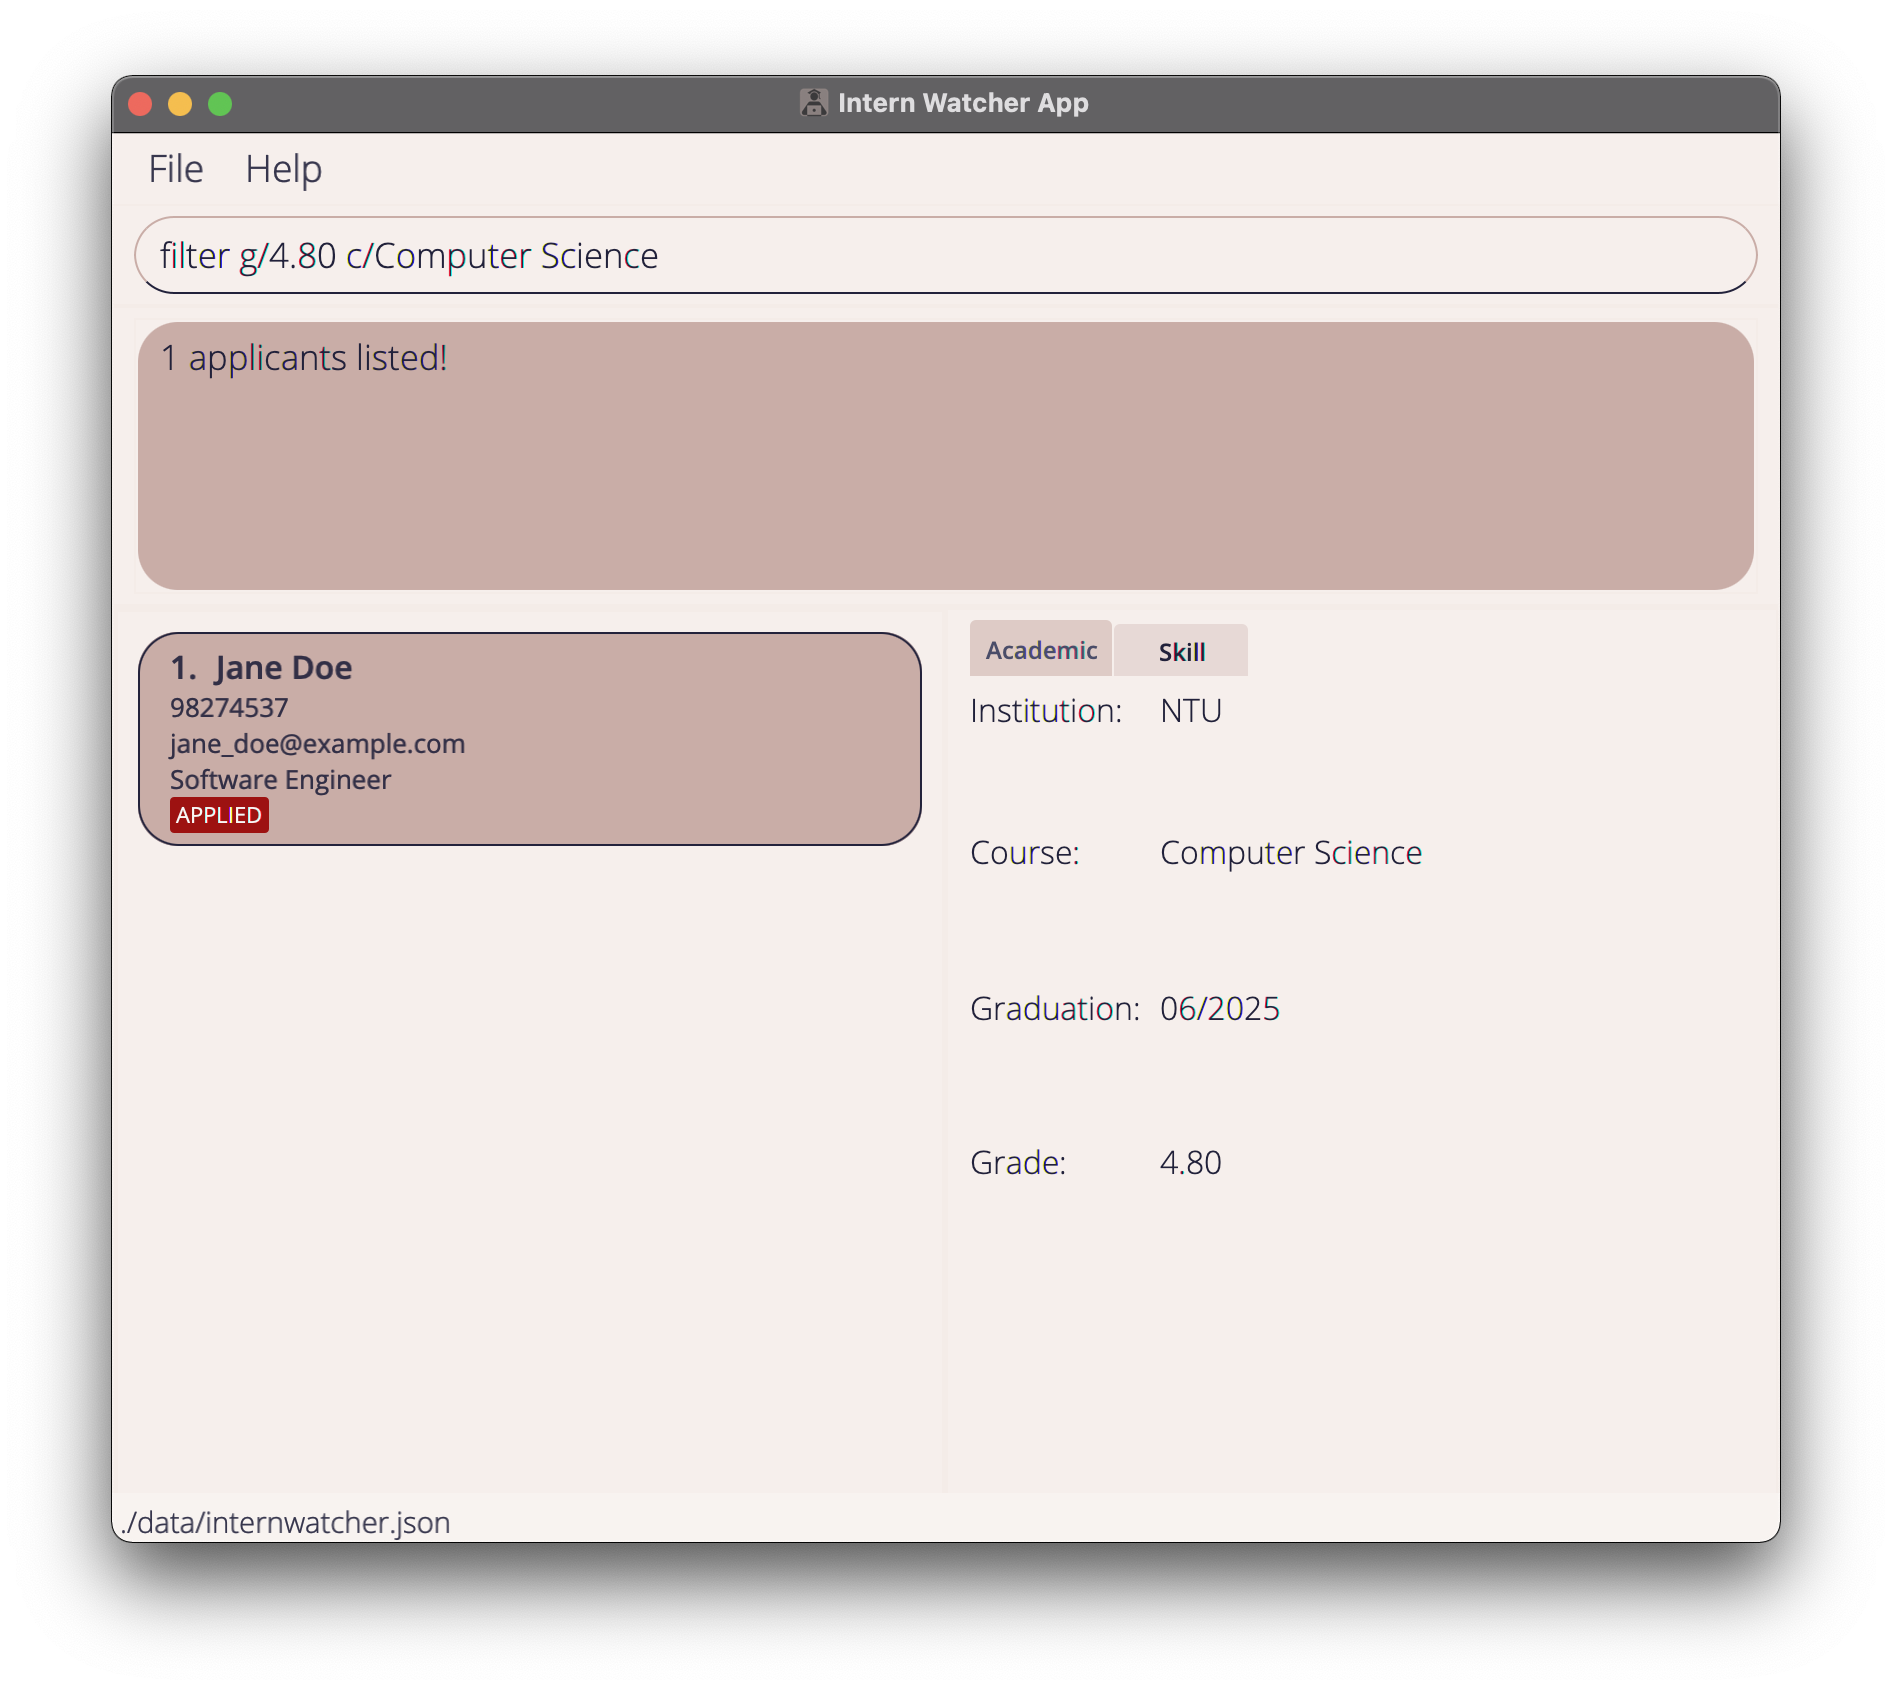 Intern Watcher App
File Help
filter g/4.80 c/Computer Science
1 applicants listed!
1. Jane Doe
98274537
jane_doe@example.com
Software Engineer
APPLIED
Academic Skill
Institution: NTU
Course: Computer Science
Graduation: 06/2025
Grade: 4.80
./data/internwatcher.json